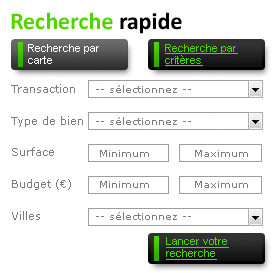 Recherche rapide
Recherche par carte
Recherche par critères
Transaction -- sélectionnez --
Type de bien -- sélectionnez --
Surface Minimum Maximum
Budget (€) Minimum Maximum
Villes -- sélectionnez --
Lancer votre recherche